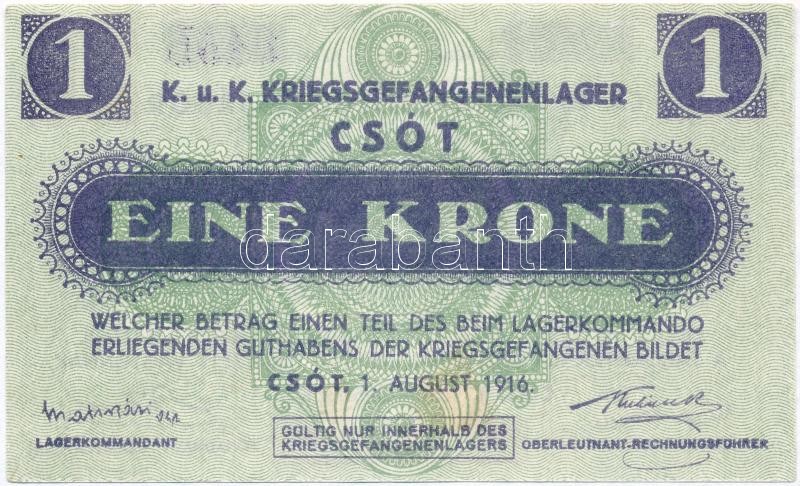 1 1
K. u. K. KRIEGSGEFANGENENLAGER
CSÓT
EINE KRONE
darabanth
WELCHER BETRAG EINEN TEIL DES BEIM LAGERKOMMANDO
ERLIEGENDEN GUTHABENS DER KRIEGSGEFANGENEN BILDET
CSÓT, 1. AUGUST 1916.
LAGERKOMMANDANT
GÜLTIG NUR INNERHALB DES
KRIEGSGEFANGENENLAGERS
OBERLEUTNANT-RECHNUNGSFÜHRER